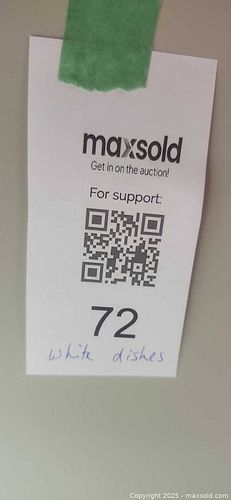 maxsold
Get in on the auction!
For support:
72
white dishes
Copyright © 2025 - maxsold.com